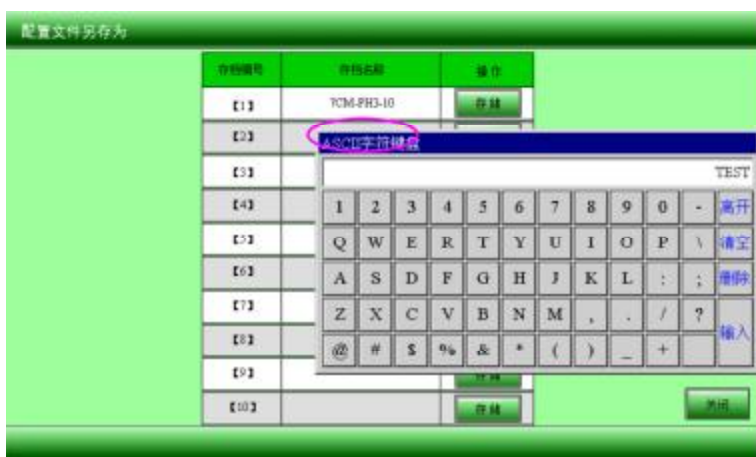 配置文件另存为
存档编号 存档名称 操作
【1】 7CM-PH3-10 存储
【2】
ASCII字符键盘
【3】 TEST
【4】 1 2 3 4 5 6 7 8 9 0 - 离开
【5】 Q W E R T Y U I O P \ 清空
【6】 A S D F G H J K L : ; 删除
【7】 Z X C V B N M , . / ?
【8】 @ # $ % & * ( ) _ + 输入
【9】 存储
【10】 存储 关闭